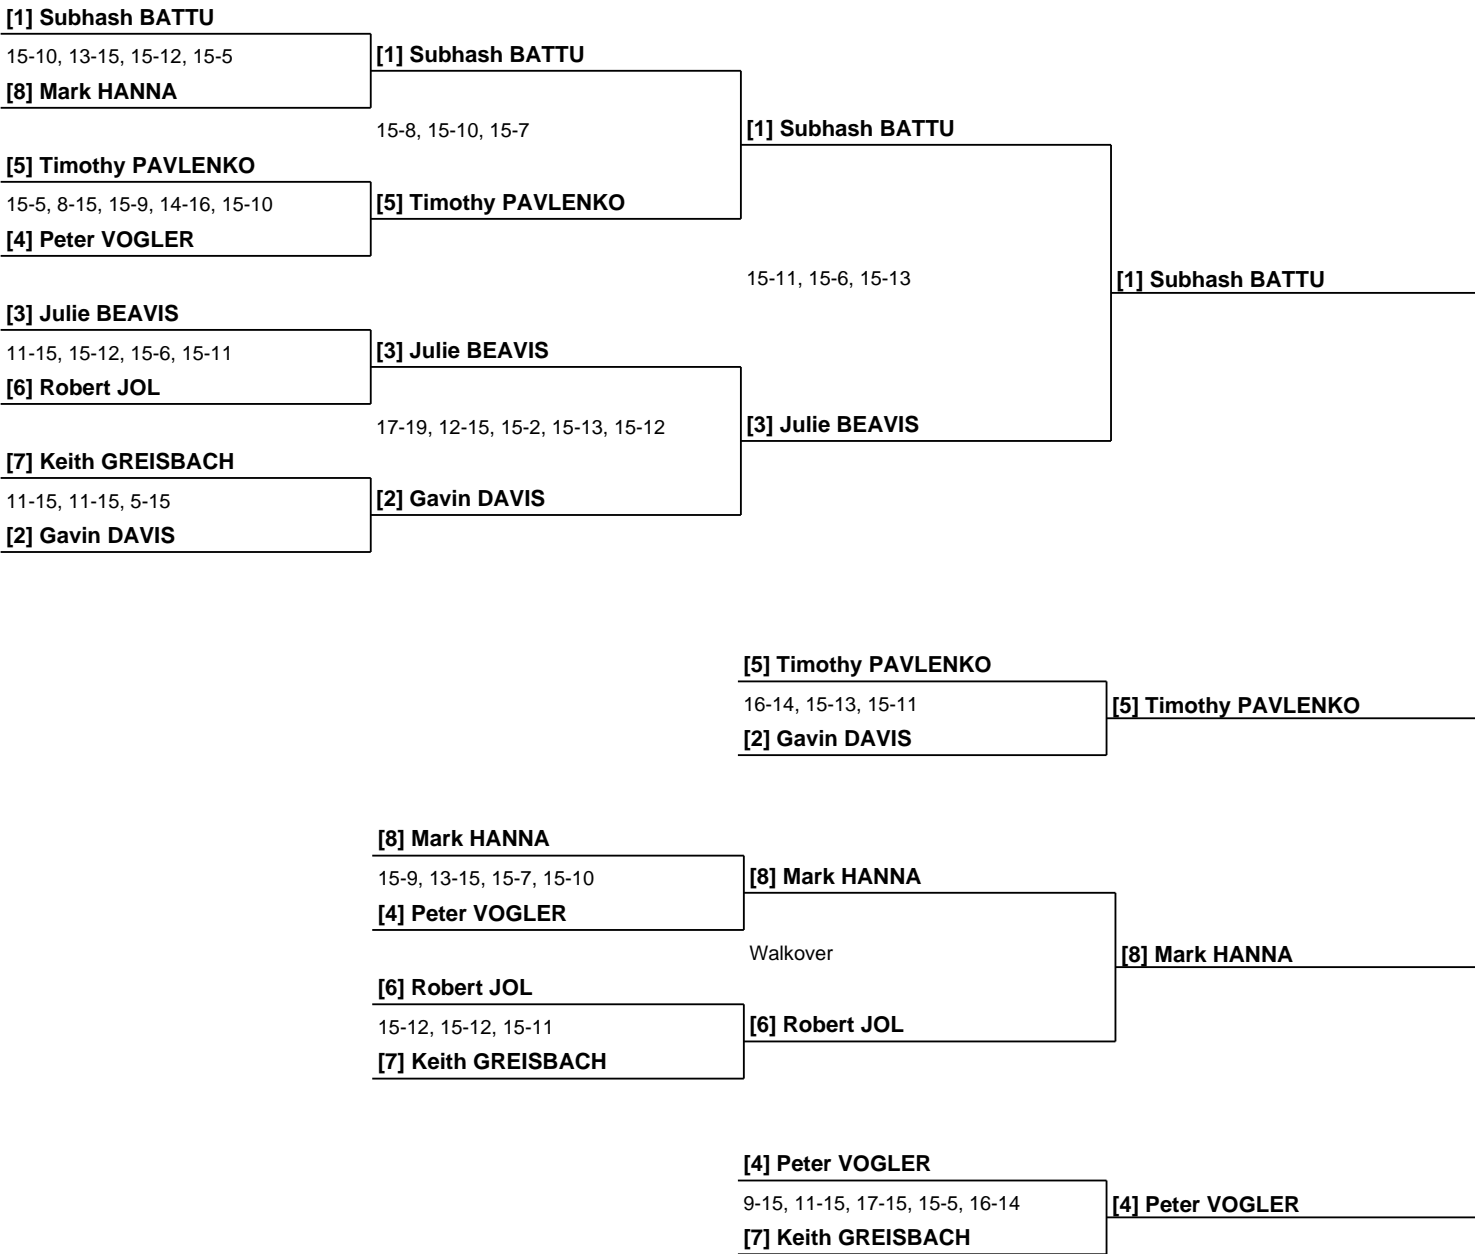 [1] Subhash BATTU
15-10, 13-15, 15-12, 15-5
[1] Subhash BATTU
[8] Mark HANNA
15-8, 15-10, 15-7
[1] Subhash BATTU
[5] Timothy PAVLENKO
15-5, 8-15, 15-9, 14-16, 15-10
[5] Timothy PAVLENKO
[4] Peter VOGLER
15-11, 15-6, 15-13
[1] Subhash BATTU
[3] Julie BEAVIS
11-15, 15-12, 15-6, 15-11
[3] Julie BEAVIS
[6] Robert JOL
17-19, 12-15, 15-2, 15-13, 15-12
[3] Julie BEAVIS
[7] Keith GREISBACH
11-15, 11-15, 5-15
[2] Gavin DAVIS
[2] Gavin DAVIS
[5] Timothy PAVLENKO
16-14, 15-13, 15-11
[5] Timothy PAVLENKO
[2] Gavin DAVIS
[8] Mark HANNA
15-9, 13-15, 15-7, 15-10
[8] Mark HANNA
[4] Peter VOGLER
Walkover
[8] Mark HANNA
[6] Robert JOL
15-12, 15-12, 15-11
[6] Robert JOL
[7] Keith GREISBACH
[4] Peter VOGLER
9-15, 11-15, 17-15, 15-5, 16-14
[4] Peter VOGLER
[7] Keith GREISBACH